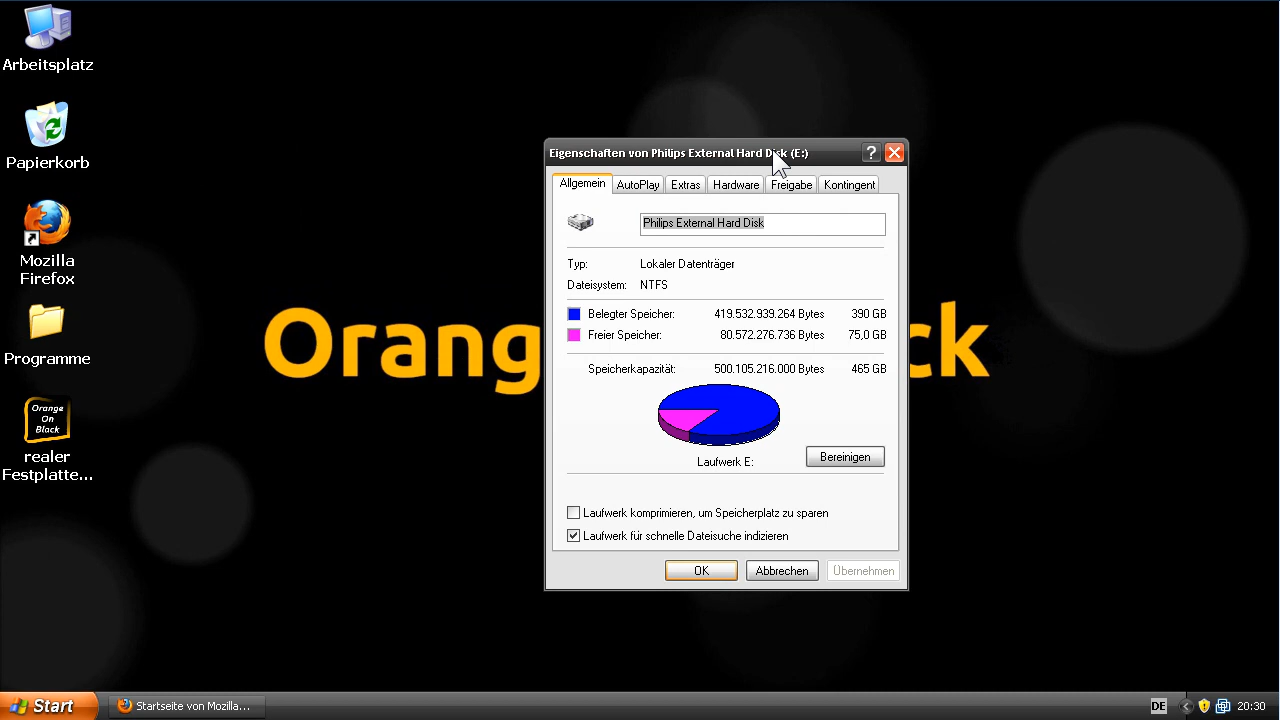 Arbeitsplatz
Papierkorb
Mozilla
Firefox
Programme
Orange
On
Black
realer
Festplatte...
Orang
ck
Eigenschaften von Philips External Hard Disk (E:)
?
Allgemein AutoPlay Extras Hardware Freigabe Kontingent
Philips External Hard Disk
Typ: Lokaler Datenträger
Dateisystem: NTFS
Belegter Speicher: 419.532.939.264 Bytes 390 GB
Freier Speicher: 80.572.276.736 Bytes 75,0 GB
Speicherkapazität: 500.105.216.000 Bytes 465 GB
Laufwerk E:
Bereinigen
Laufwerk komprimieren, um Speicherplatz zu sparen
Laufwerk für schnelle Dateisuche indizieren
OK Abbrechen Übernehmen
Start Startseite von Mozilla... DE 20:30